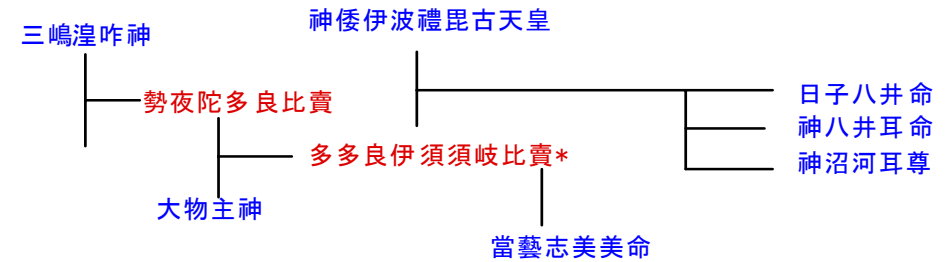 神倭伊波禮毘古天皇
三嶋湟咋神
勢夜陀多良比賣
日子八井命
神八井耳命
多多良伊須須岐比賣*
神沼河耳尊
大物主神
當藝志美美命